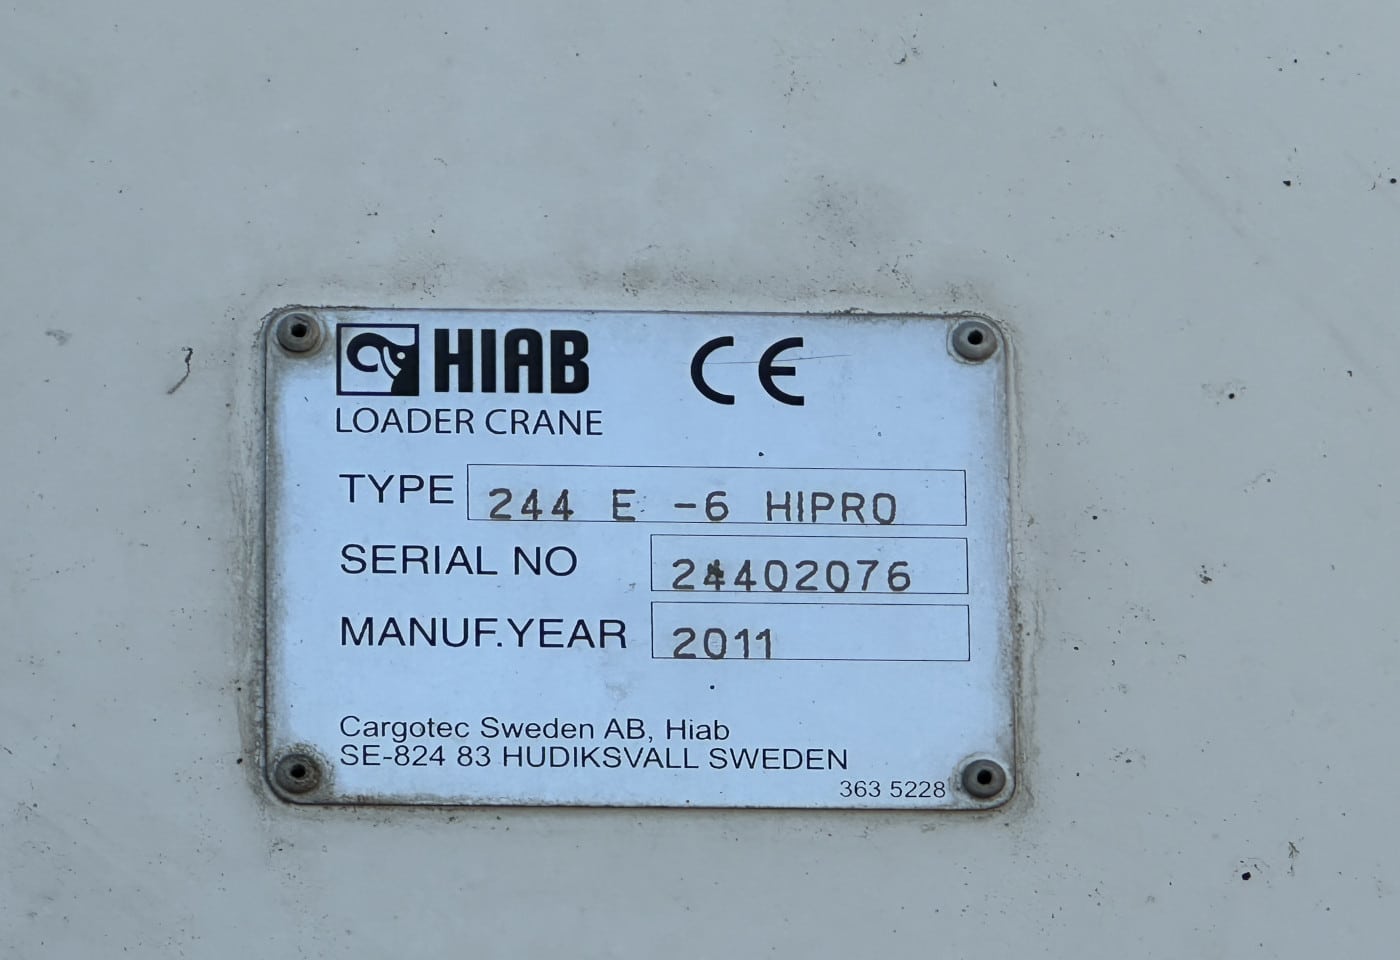 HIAB CE
LOADER CRANE
TYPE 244 E -6 HIPRO
SERIAL NO 24402076
MANUF.YEAR 2011
Cargotec Sweden AB, Hiab
SE-824 83 HUDIKSVALL SWEDEN
363 5228